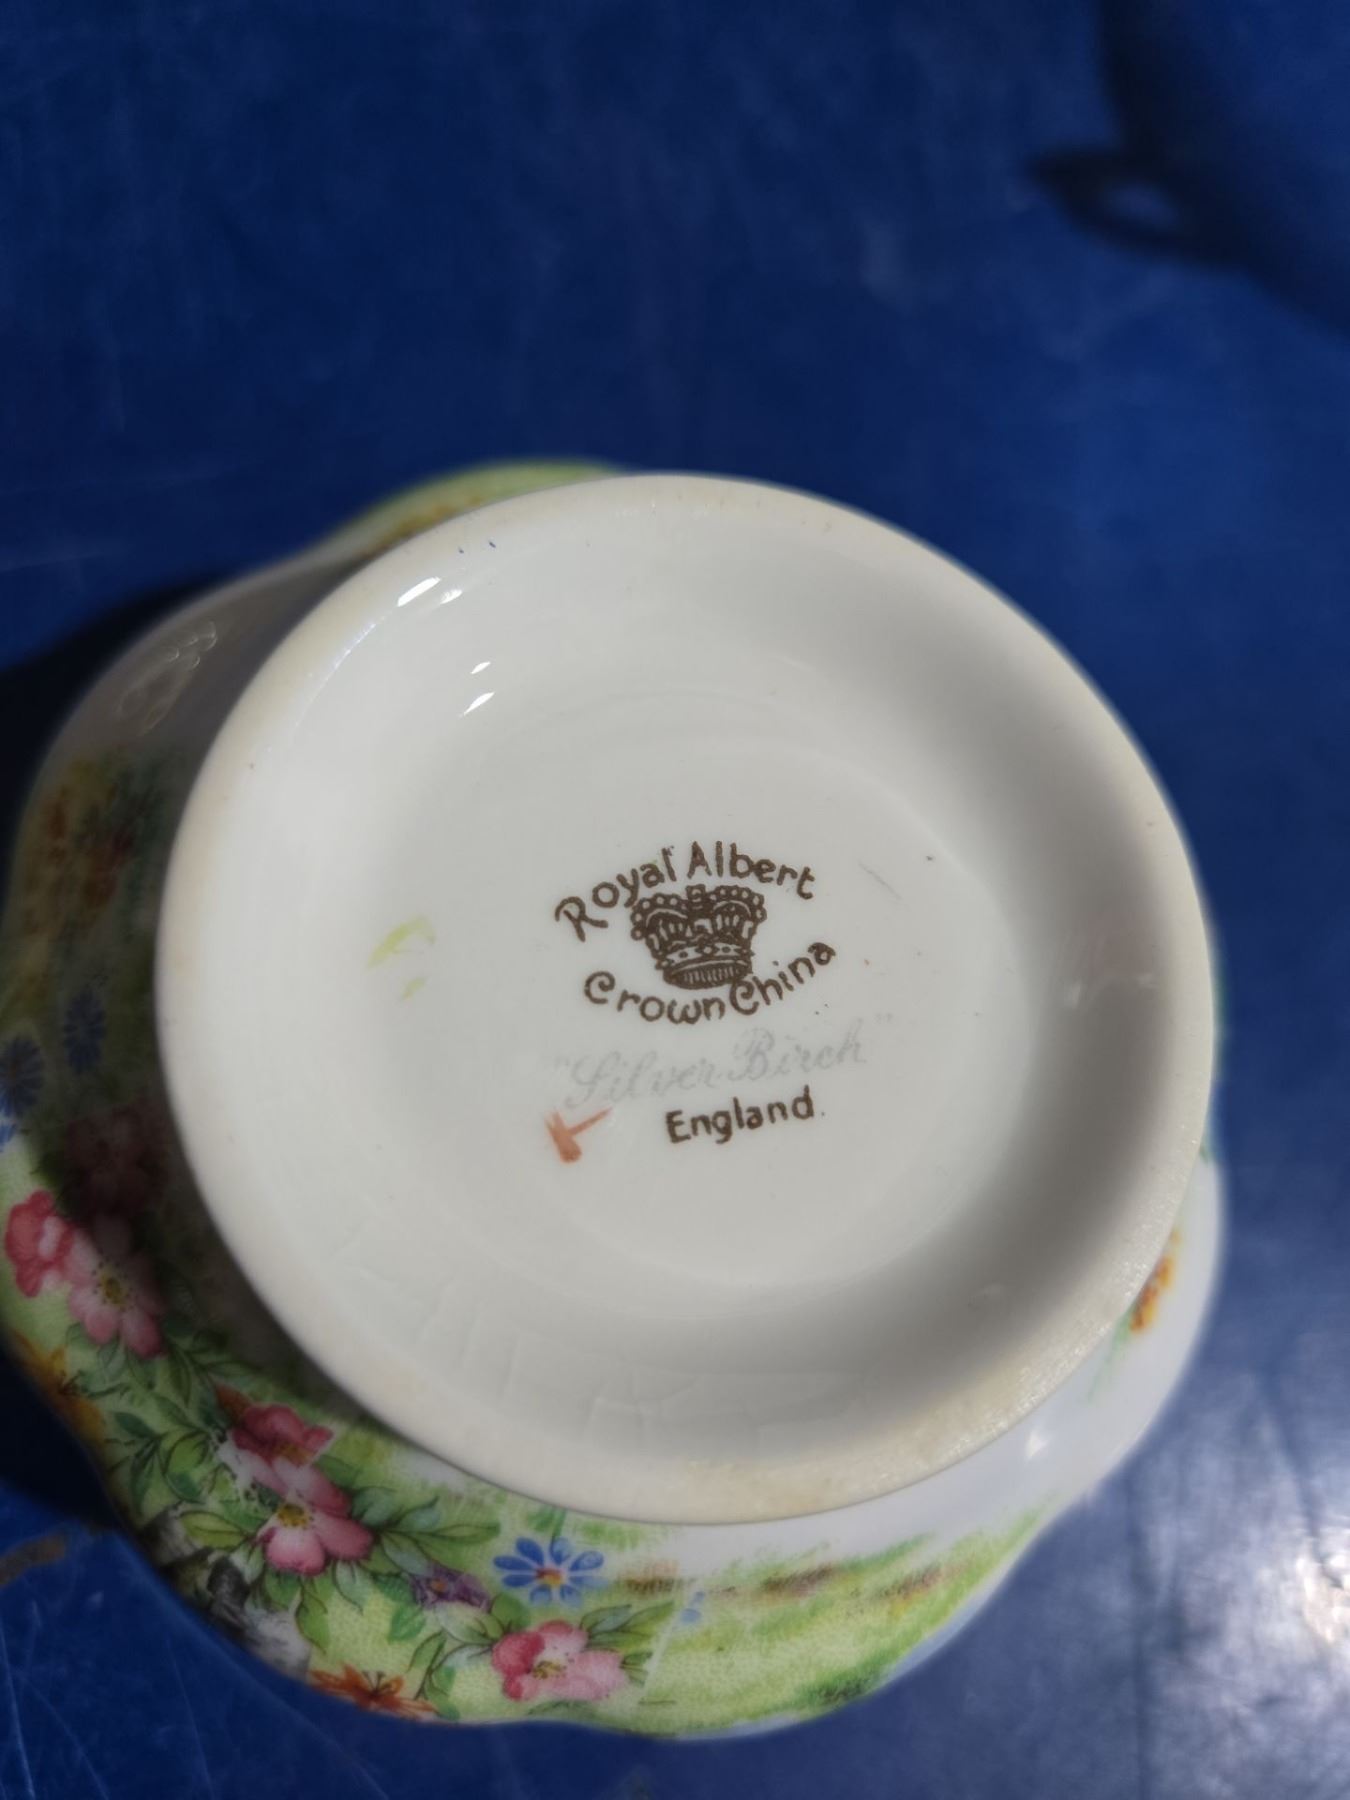 Royal Albert
Crown China
"Silver Birch"
England.